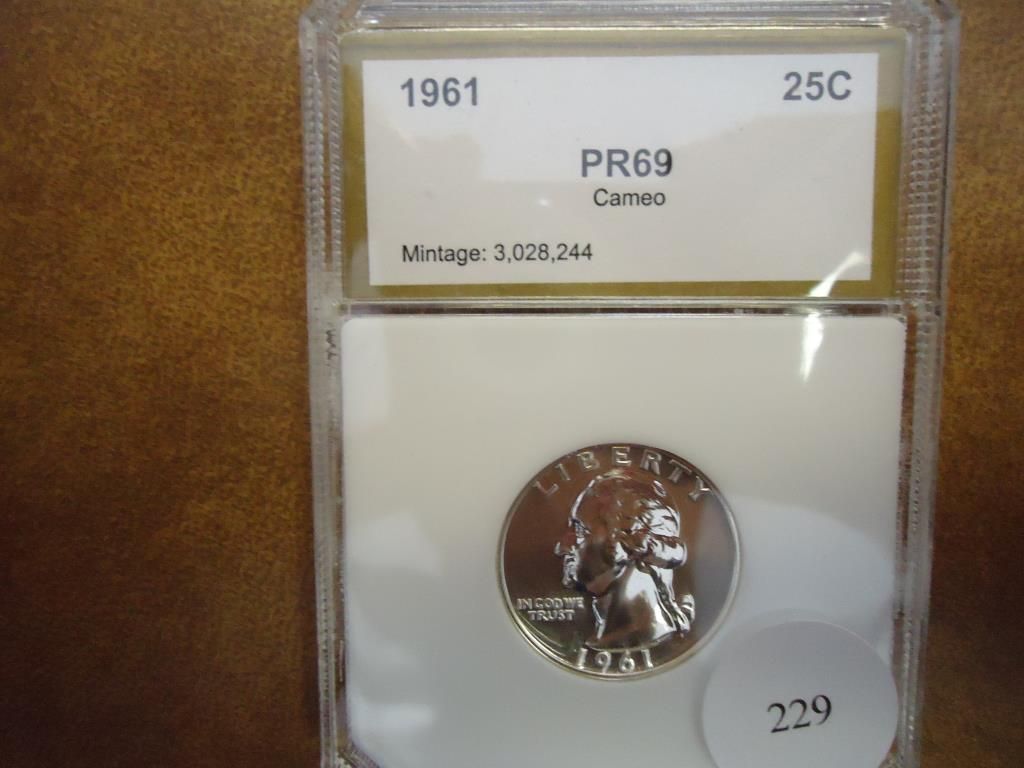 1961 25C
PR69
Cameo
Mintage: 3,028,244
LIBERTY
IN GOD WE
TRUST
1961
229